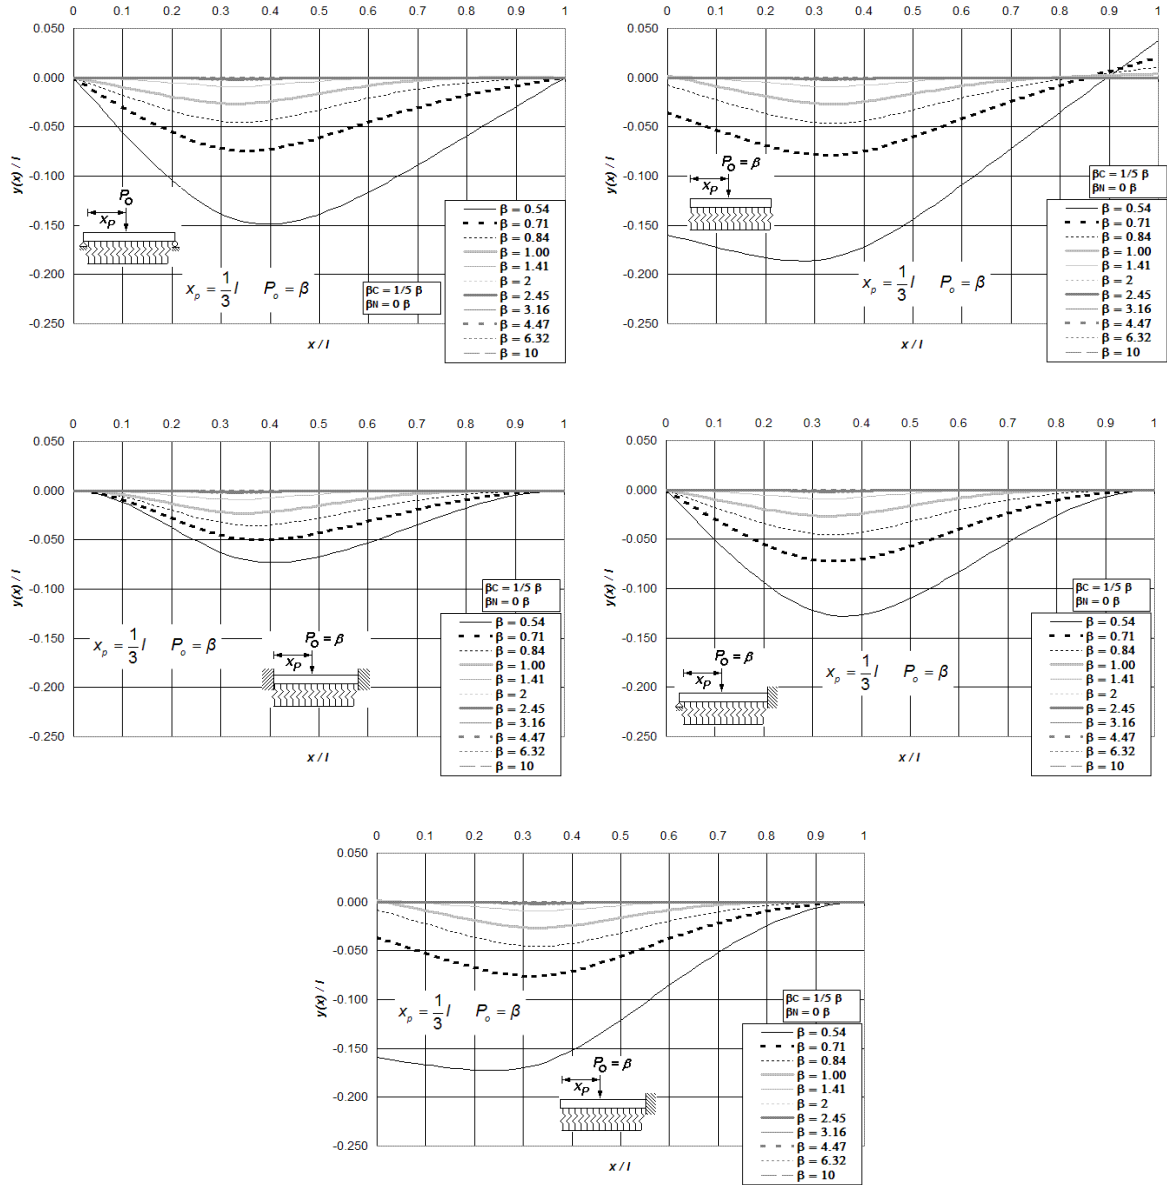 0 0.1 0.2 0.3 0.4 0.5 0.6 0.7 0.8 0.9 1
0.050
0.000
-0.050
-0.100
-0.150
-0.200
-0.250
y(x) / l
x / l
Po
xp
x_p = 1/3 l P_o = β
βC = 1/5 β
βN = 0 β
β = 0.54
β = 0.71
β = 0.84
β = 1.00
β = 1.41
β = 2
β = 2.45
β = 3.16
β = 4.47
β = 6.32
β = 10
0 0.1 0.2 0.3 0.4 0.5 0.6 0.7 0.8 0.9 1
0.050
0.000
-0.050
-0.100
-0.150
-0.200
-0.250
y(x) / l
x / l
Po = β
xp
x_p = 1/3 l P_o = β
βC = 1/5 β
βN = 0 β
β = 0.54
β = 0.71
β = 0.84
β = 1.00
β = 1.41
β = 2
β = 2.45
β = 3.16
β = 4.47
β = 6.32
β = 10
0 0.1 0.2 0.3 0.4 0.5 0.6 0.7 0.8 0.9 1
0.050
0.000
-0.050
-0.100
-0.150
-0.200
-0.250
y(x) / l
x / l
x_p = 1/3 l P_o = β
Po = β
xp
βC = 1/5 β
βN = 0 β
β = 0.54
β = 0.71
β = 0.84
β = 1.00
β = 1.41
β = 2
β = 2.45
β = 3.16
β = 4.47
β = 6.32
β = 10
0 0.1 0.2 0.3 0.4 0.5 0.6 0.7 0.8 0.9 1
0.050
0.000
-0.050
-0.100
-0.150
-0.200
-0.250
y(x) / l
x / l
Po = β
xp
x_p = 1/3 l P_o = β
βC = 1/5 β
βN = 0 β
β = 0.54
β = 0.71
β = 0.84
β = 1.00
β = 1.41
β = 2
β = 2.45
β = 3.16
β = 4.47
β = 6.32
β = 10
0 0.1 0.2 0.3 0.4 0.5 0.6 0.7 0.8 0.9 1
0.050
0.000
-0.050
-0.100
-0.150
-0.200
-0.250
y(x) / l
x / l
x_p = 1/3 l P_o = β
Po = β
xp
βC = 1/5 β
βN = 0 β
β = 0.54
β = 0.71
β = 0.84
β = 1.00
β = 1.41
β = 2
β = 2.45
β = 3.16
β = 4.47
β = 6.32
β = 10